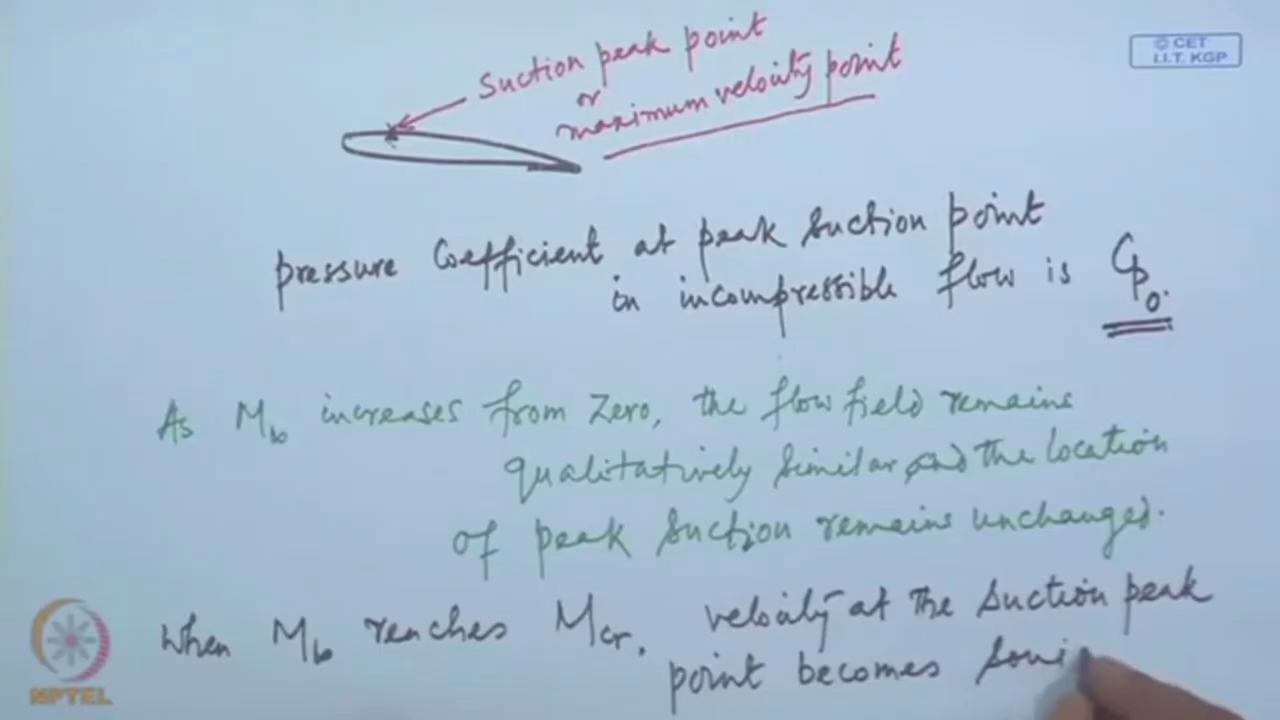 © CET
I.I.T. KGP
Suction peak point
or
maximum velocity point
pressure Coefficient at peak suction point
in incompressible flow is Cp₀.
As M∞ increases from Zero, the flow field remains
qualitatively similar and the location
of peak suction remains unchanged.
When M∞ reaches Mcr, velocity at the suction peak
point becomes soni
NPTEL